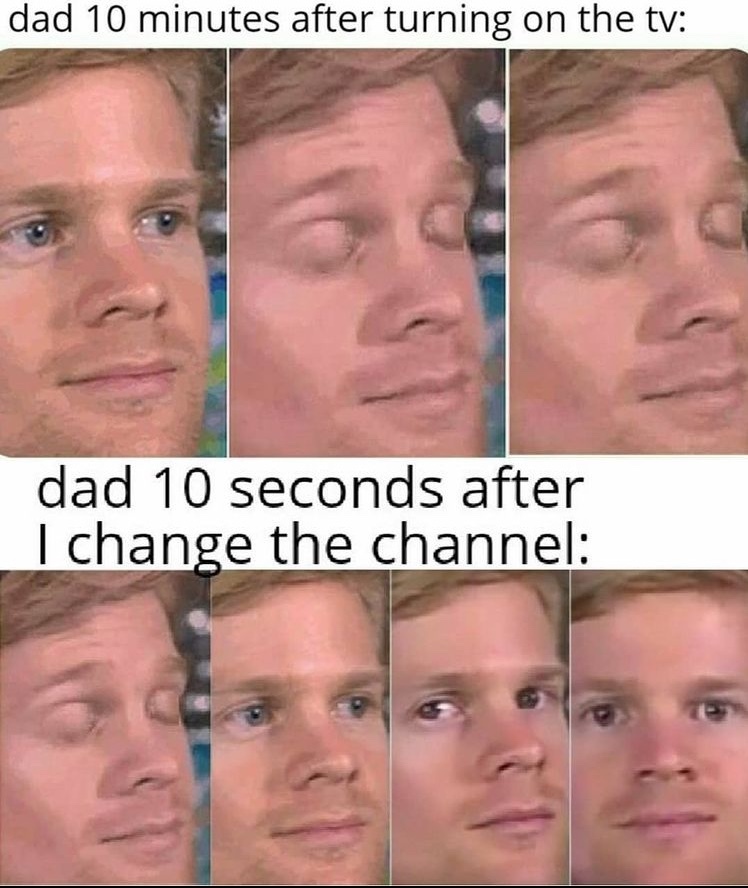 dad 10 minutes after turning on the tv:
dad 10 seconds after
I change the channel: